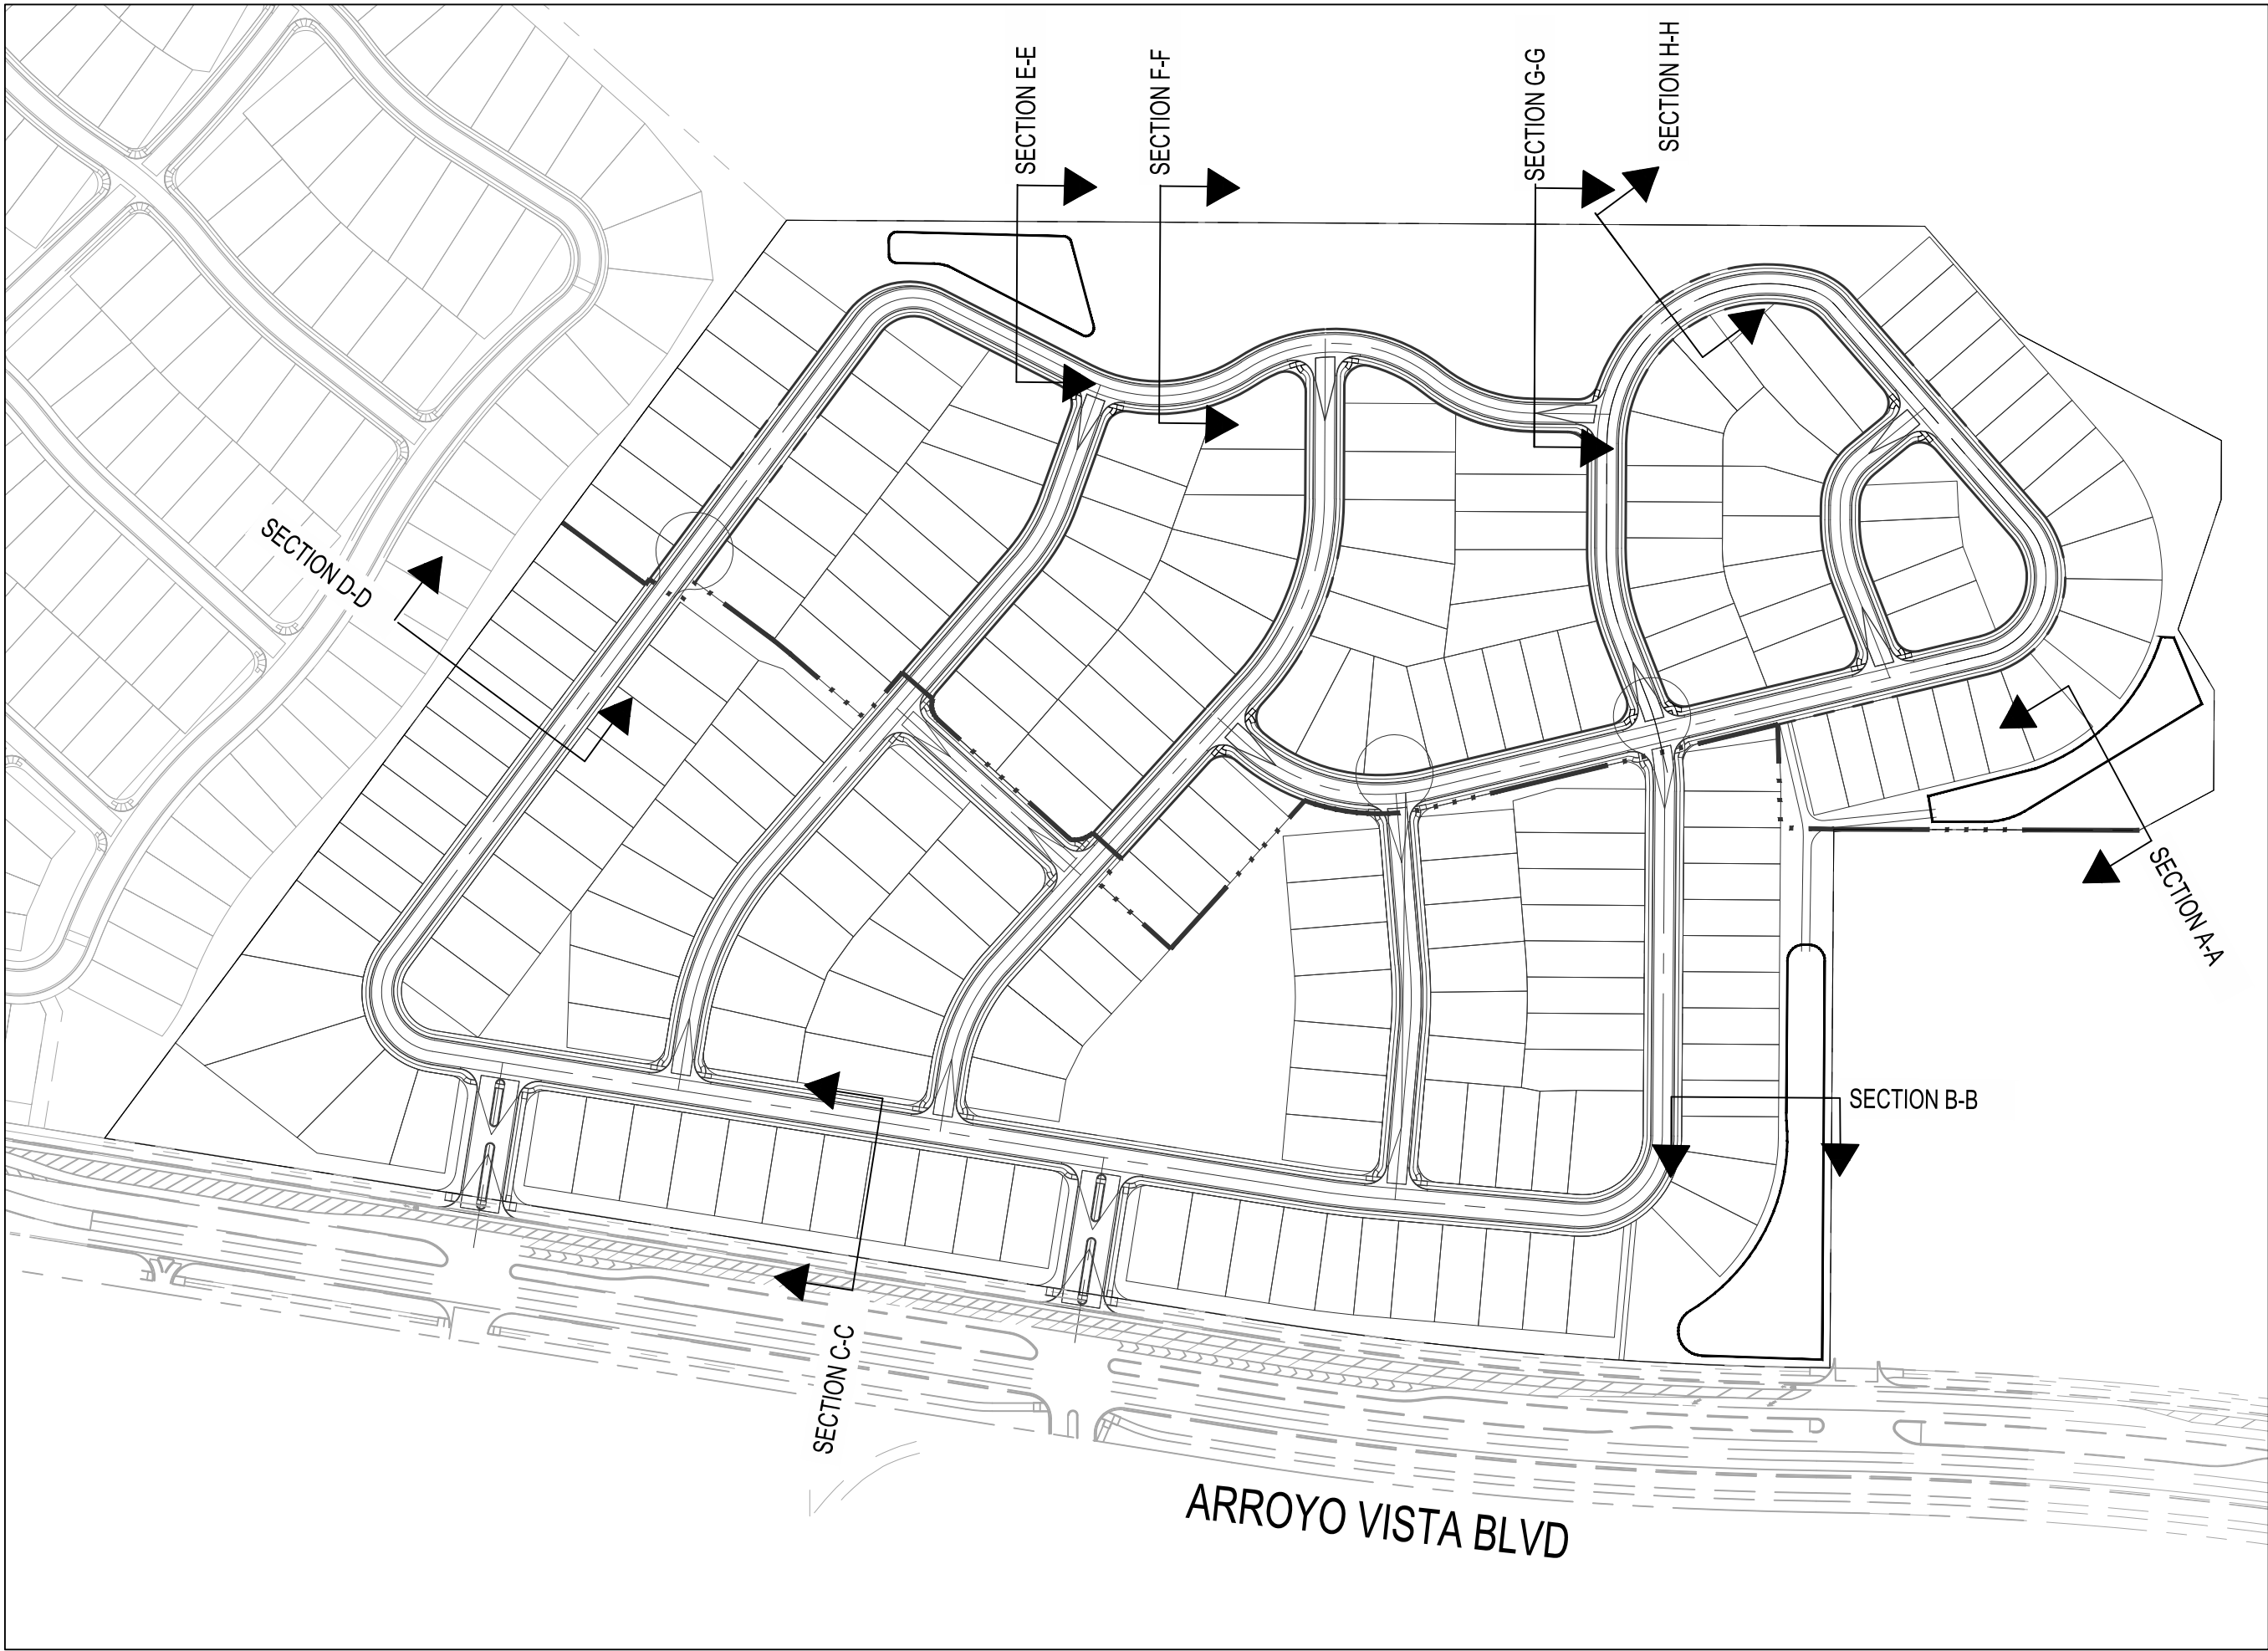 SECTION E-E
SECTION F-F
SECTION G-G
SECTION H-H
SECTION D-D
SECTION A-A
SECTION B-B
SECTION C-C
ARROYO VISTA BLVD